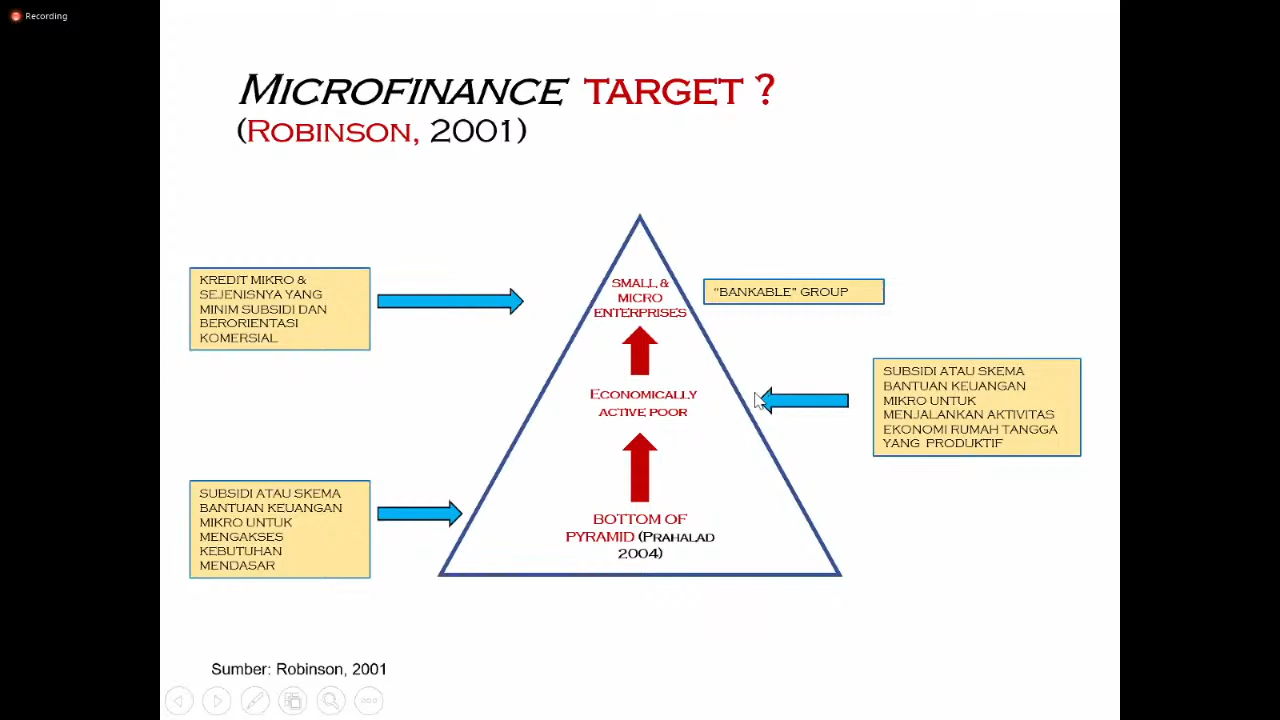 Recording
MICROFINANCE TARGET ?
(ROBINSON, 2001)
KREDIT MIKRO &
SEJENISNYA YANG
MINIM SUBSIDI DAN
BERORIENTASI
KOMERSIAL
SMALL &
MICRO
ENTERPRISES
"BANKABLE" GROUP
ECONOMICALLY
ACTIVE POOR
SUBSIDI ATAU SKEMA
BANTUAN KEUANGAN
MIKRO UNTUK
MENJALANKAN AKTIVITAS
EKONOMI RUMAH TANGGA
YANG PRODUKTIF
SUBSIDI ATAU SKEMA
BANTUAN KEUANGAN
MIKRO UNTUK
MENGAKSES
KEBUTUHAN
MENDASAR
BOTTOM OF
PYRAMID (PRAHALAD
2004)
Sumber: Robinson, 2001